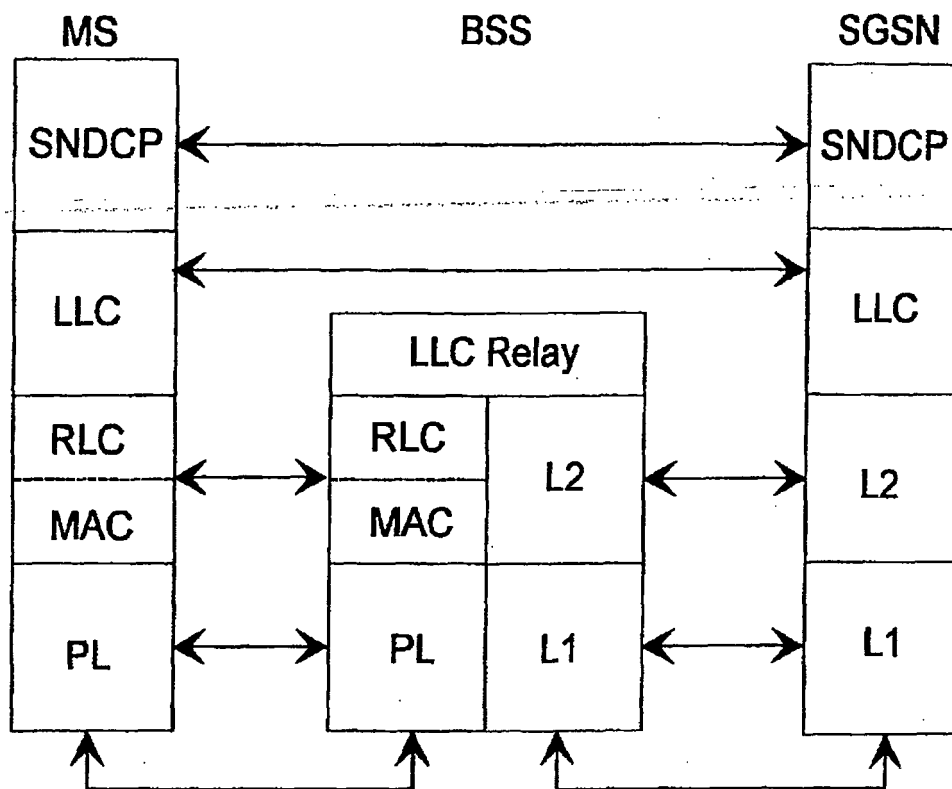 MS BSS SGSN
SNDCP SNDCP
LLC LLC
LLC Relay
RLC RLC
L2 L2
MAC MAC
PL PL L1 L1